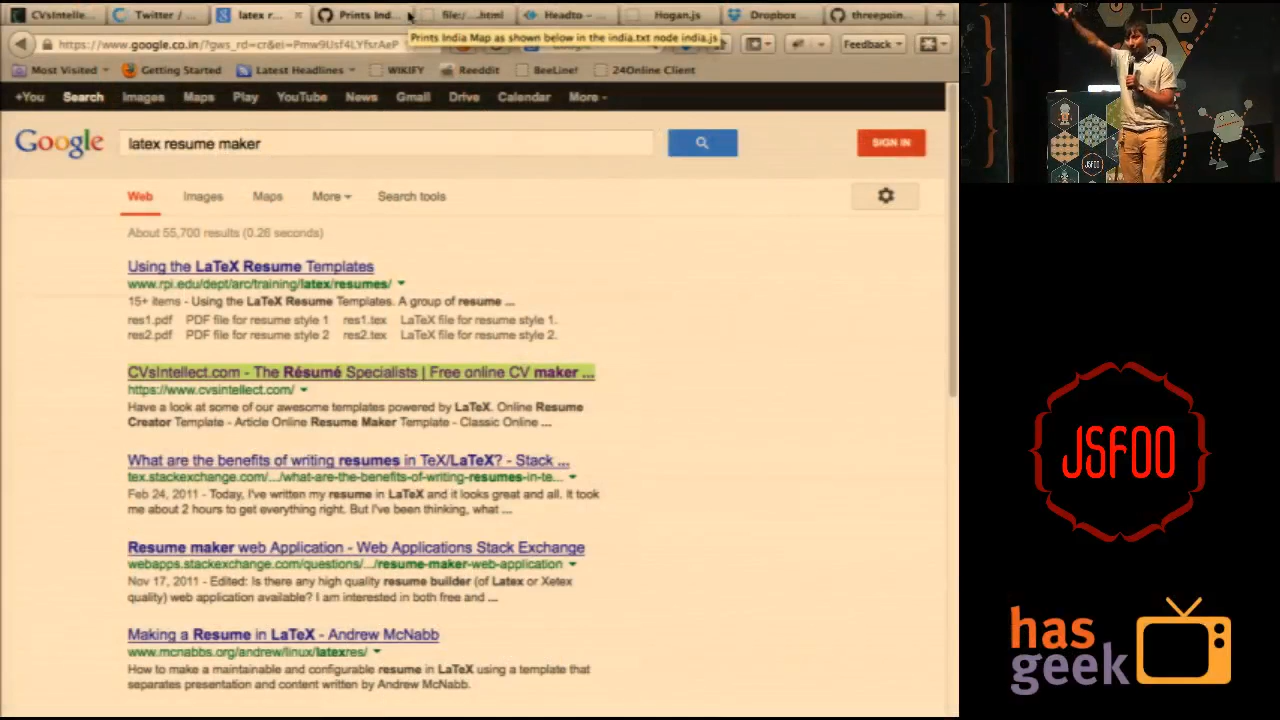 CVsIntelle...
Twitter / ...
latex r...
Prints Ind...
file:/...html
Headto – ...
Hogan.js
Dropbox ...
threepoin...
https://www.google.co.in/?gws_rd=cr&ei=Pmw9Usf4LYfsrAeP
Prints India Map as shown below in the india.txt node india.js
Feedback
Most Visited
Getting Started
Latest Headlines
WIKIFY
Reeddit
BeeLine!
24Online Client
+You Search Images Maps Play YouTube News Gmail Drive Calendar More
Google
latex resume maker
SIGN IN
Web Images Maps More Search tools
About 55,700 results (0.26 seconds)
Using the LaTeX Resume Templates
www.rpi.edu/dept/arc/training/latex/resumes/
15+ items - Using the LaTeX Resume Templates. A group of resume ...
res1.pdf PDF file for resume style 1 res1.tex LaTeX file for resume style 1.
res2.pdf PDF file for resume style 2 res2.tex LaTeX file for resume style 2.
CVsIntellect.com - The Résumé Specialists | Free online CV maker ...
https://www.cvsintellect.com/
Have a look at some of our awesome templates powered by LaTeX. Online Resume
Creator Template - Article Online Resume Maker Template - Classic Online ...
What are the benefits of writing resumes in TeX/LaTeX? - Stack ...
tex.stackexchange.com/.../what-are-the-benefits-of-writing-resumes-in-te...
Feb 24, 2011 - Today, I've written my resume in LaTeX and it looks great and all. It took
me about 2 hours to get everything right. But I've been thinking, what ...
Resume maker web Application - Web Applications Stack Exchange
webapps.stackexchange.com/questions/.../resume-maker-web-application
Nov 17, 2011 - Edited: Is there any high quality resume builder (of Latex or Xetex
quality) web application available? I am interested in both free and ...
Making a Resume in LaTeX - Andrew McNabb
www.mcnabbs.org/andrew/linux/latexres/
How to make a maintainable and configurable resume in LaTeX using a template that
separates presentation and content written by Andrew McNabb.
JSFOO
JSFOO
has
geek